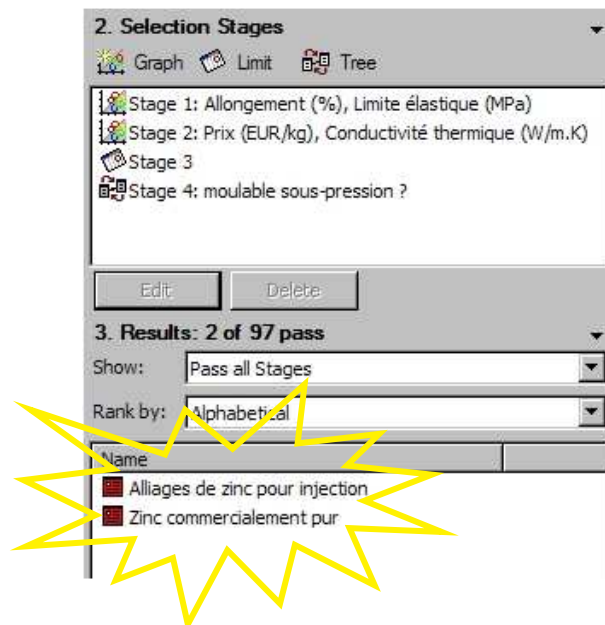 2. Selection Stages
Graph Limit Tree
Stage 1: Allongement (%), Limite élastique (MPa)
Stage 2: Prix (EUR/kg), Conductivité thermique (W/m.K)
Stage 3
Stage 4: moulable sous-pression ?
Edit Delete
3. Results: 2 of 97 pass
Show: Pass all Stages
Rank by: Alphabetical
Name
Alliages de zinc pour injection
Zinc commercialement pur